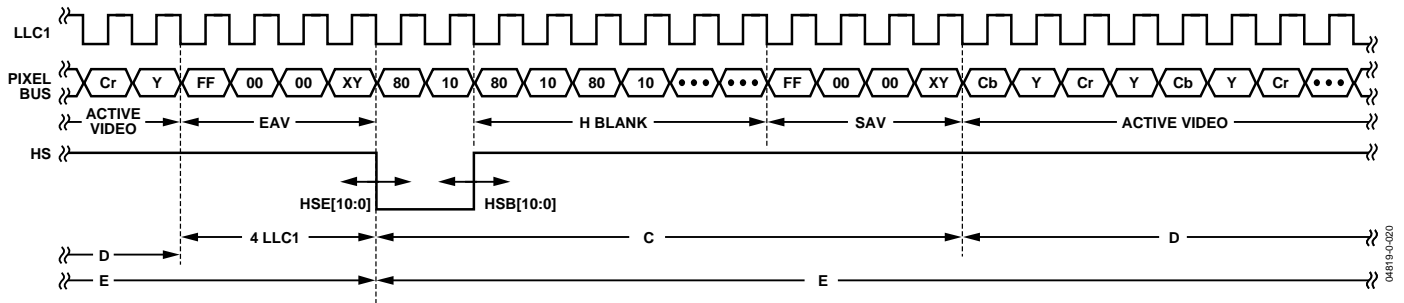 LLC1
PIXEL BUS Cr Y FF 00 00 XY 80 10 80 10 80 10 ••• ••• FF 00 00 XY Cb Y Cr Y Cb Y Cr •••
ACTIVE VIDEO EAV H BLANK SAV ACTIVE VIDEO
HS
HSE[10:0] HSB[10:0]
4 LLC1 C D
D
E E
04819-0-020